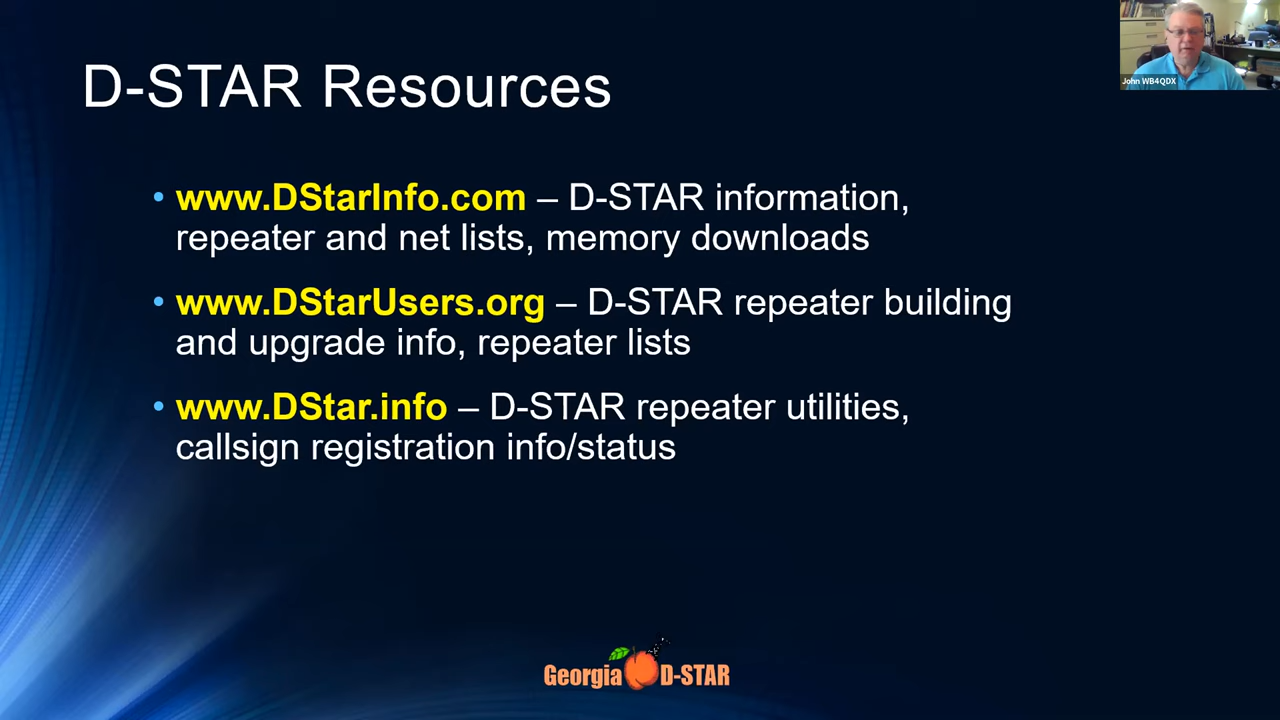 D-STAR Resources
John WB4QDX
• www.DStarInfo.com – D-STAR information,
repeater and net lists, memory downloads
• www.DStarUsers.org – D-STAR repeater building
and upgrade info, repeater lists
• www.DStar.info – D-STAR repeater utilities,
callsign registration info/status
Georgia D-STAR